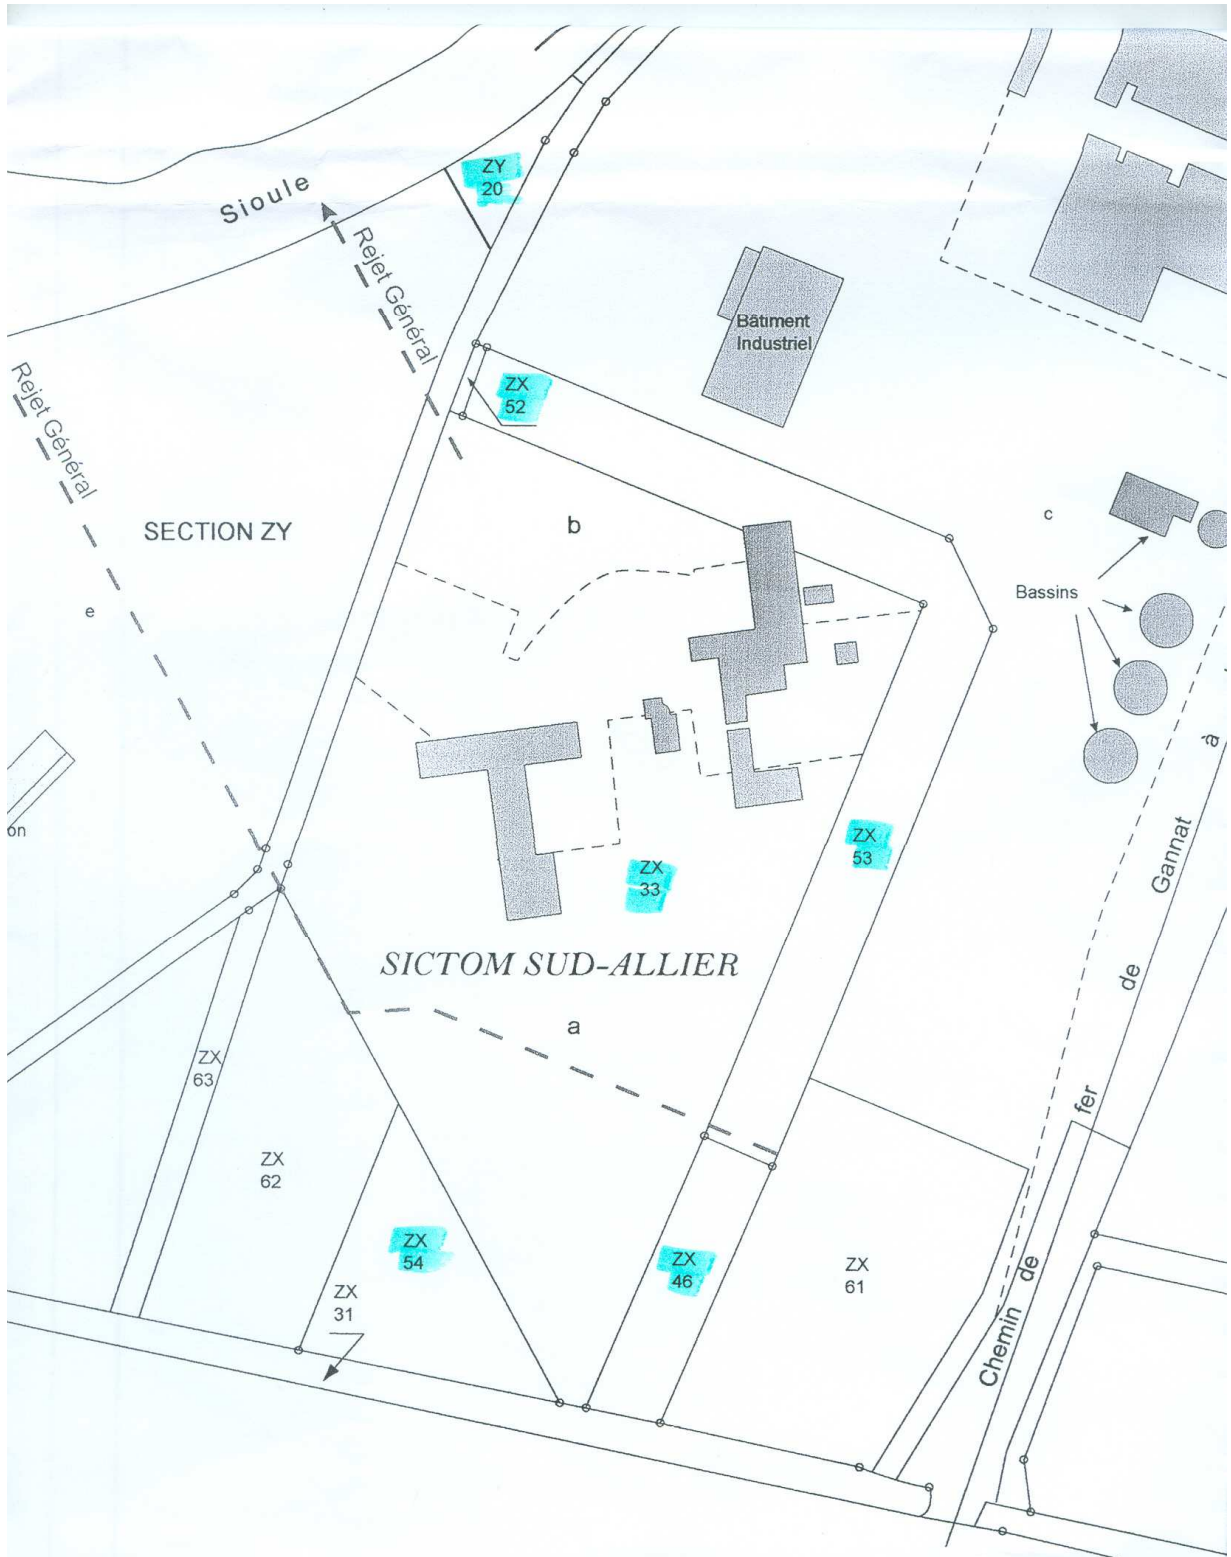 ZY
20
Sioule
Rejet Général
Bâtiment
Industriel
Rejet Général
ZX
52
SECTION ZY
b
c
e
Bassins
à
on
ZX
53
Gannat
ZX
33
SICTOM SUD-ALLIER
de
a
ZX
63
fer
ZX
62
ZX
54
ZX
46
ZX
61
de
ZX
31
Chemin